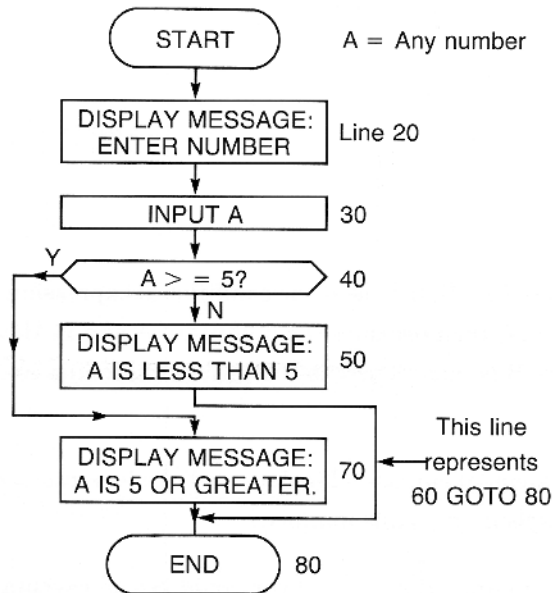 START
A = Any number
DISPLAY MESSAGE:
ENTER NUMBER
Line 20
INPUT A
30
Y
A > = 5?
40
N
DISPLAY MESSAGE:
A IS LESS THAN 5
50
DISPLAY MESSAGE:
A IS 5 OR GREATER.
70
This line
represents
60 GOTO 80
END
80